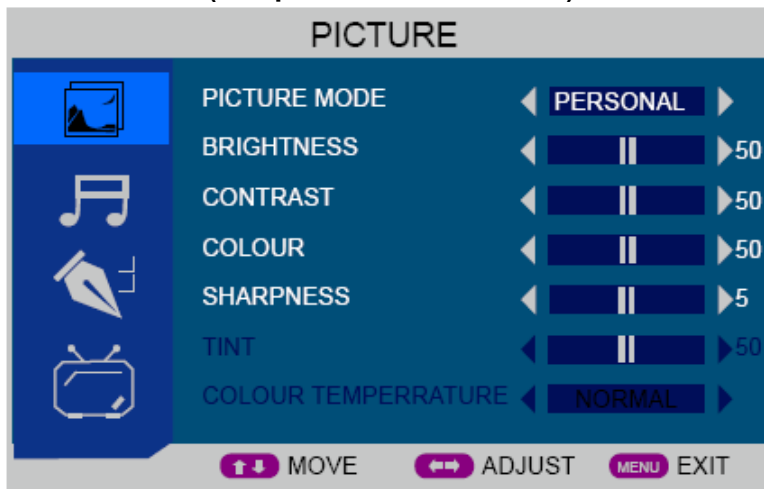 PICTURE
PICTURE MODE PERSONAL
BRIGHTNESS 50
CONTRAST 50
COLOUR 50
SHARPNESS 5
TINT 50
COLOUR TEMPERRATURE NORMAL
MOVE ADJUST MENU EXIT